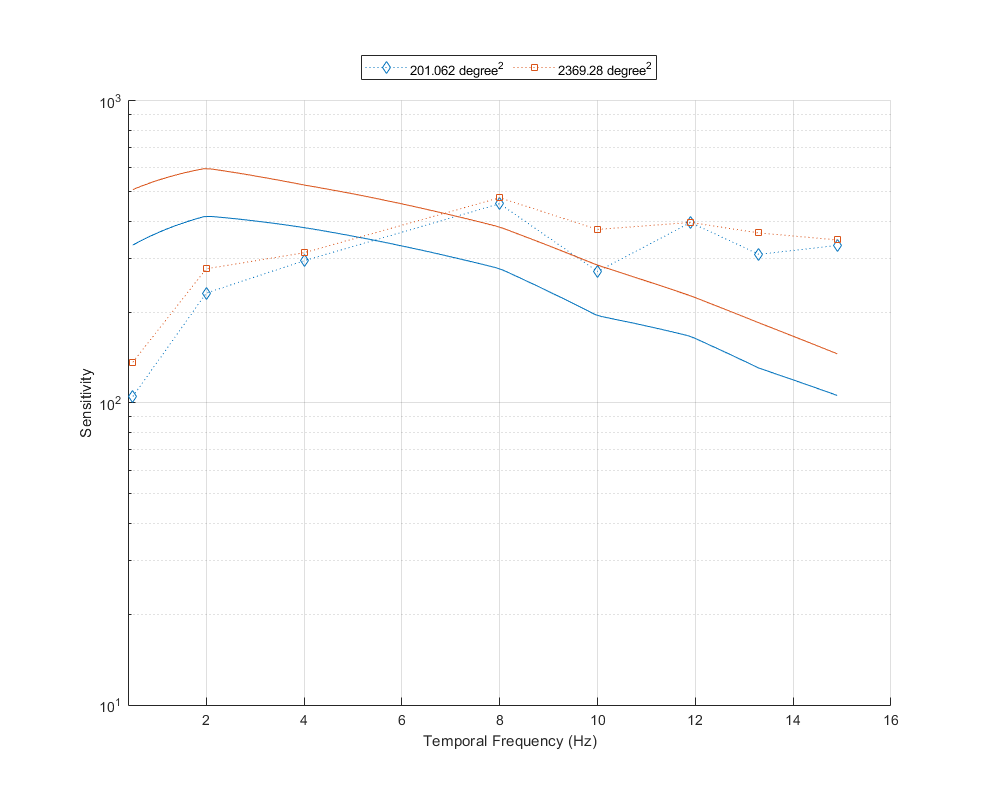 201.062 degree² 2369.28 degree²
10³
10²
10¹
Sensitivity
2 4 6 8 10 12 14 16
Temporal Frequency (Hz)